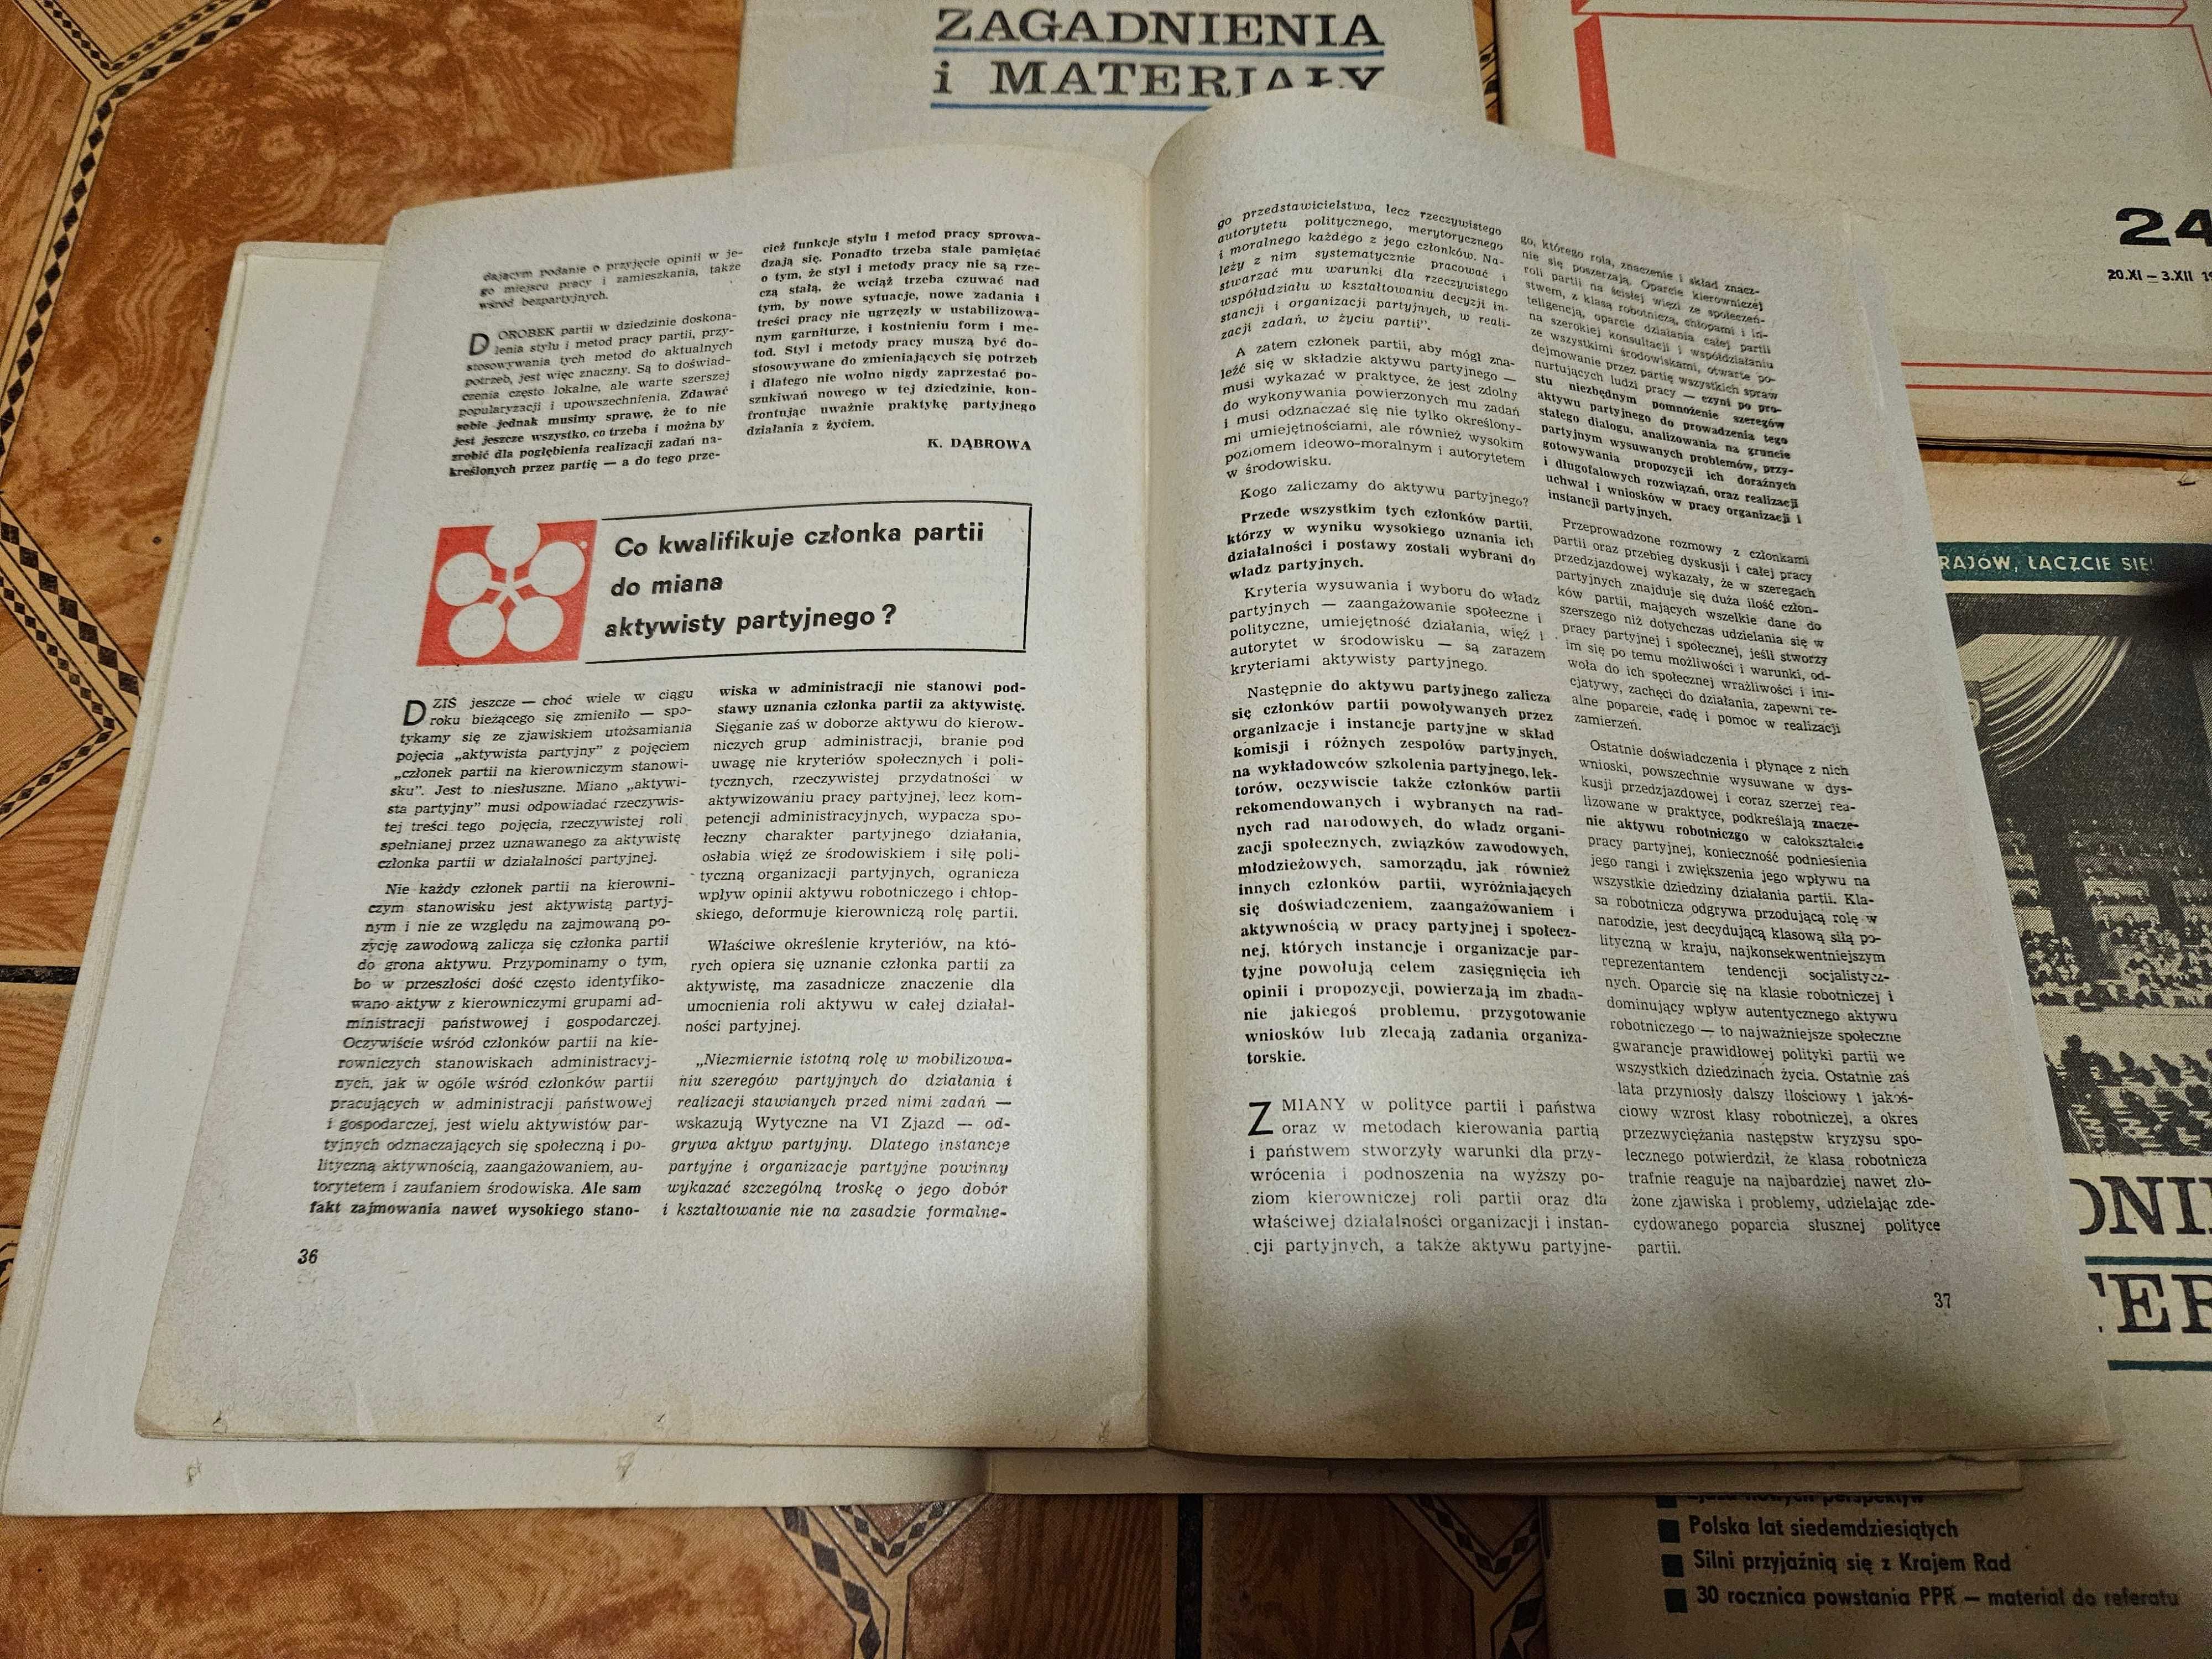 ZAGADNIENIA
i MATERIAŁY
24
20.XI — 3.XII
dającym podanie o przyjęcie opinii w je-
go miejscu pracy i zamieszkania, także
wśród bezpartyjnych.
DOROBEK partii w dziedzinie doskona-
lenia stylu i metod pracy partii, przy-
stosowywania tych metod do aktualnych
potrzeb, jest więc znaczny. Są to doświad-
czenia często lokalne, ale warte szerszej
popularyzacji i upowszechnienia. Zdawać
sobie jednak musimy sprawę, że to nie
jest jeszcze wszystko, co trzeba i można by
zrobić dla pogłębienia realizacji zadań na-
kreślonych przez partię — a do tego prze-
cież funkcje stylu i metod pracy sprowa-
dzają się. Ponadto trzeba stale pamiętać
o tym, że styl i metody pracy nie są rze-
czą stałą, że wciąż trzeba czuwać nad
tym, by nowe sytuacje, nowe zadania i
treści pracy nie ugrzęzły w ustabilizowa-
nym garniturze, i kostnieniu form i me-
tod. Styl i metody pracy muszą być do-
stosowywane do zmieniających się potrzeb
i dlatego nie wolno nigdy zaprzestać po-
szukiwań nowego w tej dziedzinie, kon-
frontując uważnie praktykę partyjnego
działania z życiem.
K. DĄBROWA
Co kwalifikuje członka partii
do miana
aktywisty partyjnego?
DZIŚ jeszcze — choć wiele w ciągu
roku bieżącego się zmieniło — spo-
tykamy się ze zjawiskiem utożsamiania
pojęcia „aktywista partyjny” z pojęciem
„członek partii na kierowniczym stanowi-
sku”. Jest to niesłuszne. Miano „aktywi-
sta partyjny” musi odpowiadać rzeczywis-
tej treści tego pojęcia, rzeczywistej roli
spełnianej przez uznawanego za aktywistę
członka partii w działalności partyjnej.
Nie każdy członek partii na kierowni-
czym stanowisku jest aktywistą partyj-
nym i nie ze względu na zajmowaną po-
zycję zawodową zalicza się członka partii
do grona aktywu. Przypominamy o tym,
bo w przeszłości dość często identyfiko-
wano aktyw z kierowniczymi grupami ad-
ministracji państwowej i gospodarczej.
Oczywiście wśród członków partii na kie-
rowniczych stanowiskach administracyj-
nych, jak w ogóle wśród członków partii
pracujących w administracji państwowej
i gospodarczej, jest wielu aktywistów par-
tyjnych odznaczających się społeczną i po-
lityczną aktywnością, zaangażowaniem, au-
torytetem i zaufaniem środowiska. Ale sam
fakt zajmowania nawet wysokiego stano-
wiska w administracji nie stanowi pod-
stawy uznania członka partii za aktywistę.
Sięganie zaś w doborze aktywu do kierow-
niczych grup administracji, branie pod
uwagę nie kryteriów społecznych i poli-
tycznych, rzeczywistej przydatności w
aktywizowaniu pracy partyjnej, lecz kom-
petencji administracyjnych, wypacza spo-
łeczny charakter partyjnego działania,
osłabia więź ze środowiskiem i siłę poli-
tyczną organizacji partyjnych, ogranicza
wpływ opinii aktywu robotniczego i chłop-
skiego, deformuje kierowniczą rolę partii.
Właściwe określenie kryteriów, na któ-
rych opiera się uznanie członka partii za
aktywistę, ma zasadnicze znaczenie dla
umocnienia roli aktywu w całej działal-
ności partyjnej.
„Niezmiernie istotną rolę w mobilizowa-
niu szeregów partyjnych do działania i
realizacji stawianych przed nimi zadań —
wskazują Wytyczne na VI Zjazd — od-
grywa aktyw partyjny. Dlatego instancje
partyjne i organizacje partyjne powinny
wykazać szczególną troskę o jego dobór
i kształtowanie nie na zasadzie formalne-
36
go przedstawicielstwa, lecz rzeczywistego
autorytetu politycznego, merytorycznego
i moralnego każdego z jego członków. Na-
leży z nim systematycznie pracować i
stwarzać mu warunki dla rzeczywistego
współudziału w kształtowaniu decyzji in-
stancji i organizacji partyjnych, w reali-
zacji zadań, w życiu partii”.
A zatem członek partii, aby mógł zna-
leźć się w składzie aktywu partyjnego —
musi wykazać w praktyce, że jest zdolny
do wykonywania powierzonych mu zadań
i musi odznaczać się nie tylko określony-
mi umiejętnościami, ale również wysokim
poziomem ideowo-moralnym i autorytetem
w środowisku.
Kogo zaliczamy do aktywu partyjnego?
Przede wszystkim tych członków partii,
którzy w wyniku wysokiego uznania ich
działalności i postawy zostali wybrani do
władz partyjnych.
Kryteria wysuwania i wyboru do władz
partyjnych — zaangażowanie społeczne i
polityczne, umiejętność działania, więź i
autorytet w środowisku — są zarazem
kryteriami aktywisty partyjnego.
Następnie do aktywu partyjnego zalicza
się członków partii powoływanych przez
organizacje i instancje partyjne w skład
komisji i różnych zespołów partyjnych,
na wykładowców szkolenia partyjnego, lek-
torów, oczywiście także członków partii
rekomendowanych i wybranych na rad-
nych rad narodowych, do władz organi-
zacji społecznych, związków zawodowych,
młodzieżowych, samorządu, jak również
innych członków partii, wyróżniających
się doświadczeniem, zaangażowaniem i
aktywnością w pracy partyjnej i społecz-
nej, których instancje i organizacje par-
tyjne powołują celem zasięgnięcia ich
opinii i propozycji, powierzają im zbada-
nie jakiegoś problemu, przygotowanie
wniosków lub zlecają zadania organiza-
torskie.
ZMIANY w polityce partii i państwa
oraz w metodach kierowania partią
i państwem stworzyły warunki dla przy-
wrócenia i podnoszenia na wyższy po-
ziom kierowniczej roli partii oraz dla
właściwej działalności organizacji i instan-
cji partyjnych, a także aktywu partyjne-
go, którego rola, znaczenie i skład znacz-
nie się poszerzają. Oparcie kierowniczej
roli partii na ścisłej więzi ze społeczeń-
stwem, z klasą robotniczą, chłopami i in-
teligencją, oparcie działania całej partii
na szerokiej konsultacji i współdziałaniu
ze wszystkimi środowiskami, otwarte po-
dejmowanie przez partię wszystkich spraw
nurtujących ludzi pracy — czyni po pro-
stu niezbędnym pomnożenie szeregów
aktywu partyjnego do prowadzenia tego
stałego dialogu, analizowania na gruncie
partyjnym wysuwanych problemów, przy-
gotowywania propozycji ich doraźnych
i długofalowych rozwiązań, oraz realizacji
uchwał i wniosków w pracy organizacji i
instancji partyjnych.
Przeprowadzone rozmowy z członkami
partii oraz przebieg dyskusji i całej pracy
przedzjazdowej wykazały, że w szeregach
partyjnych znajduje się duża ilość człon-
ków partii, mających wszelkie dane do
szerszego niż dotychczas udzielania się w
pracy partyjnej i społecznej, jeśli stworzy
im się po temu możliwości i warunki, od-
woła do ich społecznej wrażliwości i ini-
cjatywy, zachęci do działania, zapewni re-
alne poparcie, radę i pomoc w realizacji
zamierzeń.
Ostatnie doświadczenia i płynące z nich
wnioski, powszechnie wysuwane w dys-
kusji przedzjazdowej i coraz szerzej rea-
lizowane w praktyce, podkreślają znacze-
nie aktywu robotniczgo w całokształcie
pracy partyjnej, konieczność podniesienia
jego rangi i zwiększenia jego wpływu na
wszystkie dziedziny działania partii. Kla-
sa robotnicza odgrywa przodującą rolę w
narodzie, jest decydującą klasową siłą po-
lityczną w kraju, najkonsekwentniejszym
reprezentantem tendencji socjalistycz-
nych. Oparcie się na klasie robotniczej i
dominujący wpływ autentycznego aktywu
robotniczego — to najważniejsze społeczne
gwarancje prawidłowej polityki partii we
wszystkich dziedzinach życia. Ostatnie zaś
lata przyniosły dalszy ilościowy i jakoś-
ciowy wzrost klasy robotniczej, a okres
przezwyciężania następstw kryzysu spo-
łecznego potwierdził, że klasa robotnicza
trafnie reaguje na najbardziej nawet zło-
żone zjawiska i problemy, udzielając zde-
cydowanego poparcia słusznej polityce
partii.
37
RAJÓW, ŁĄCZCIE SIĘ!
Polska lat siedemdziesiątych
Silni przyjaźnią się z Krajem Rad
30 rocznica powstania PPR — materiał do referatu